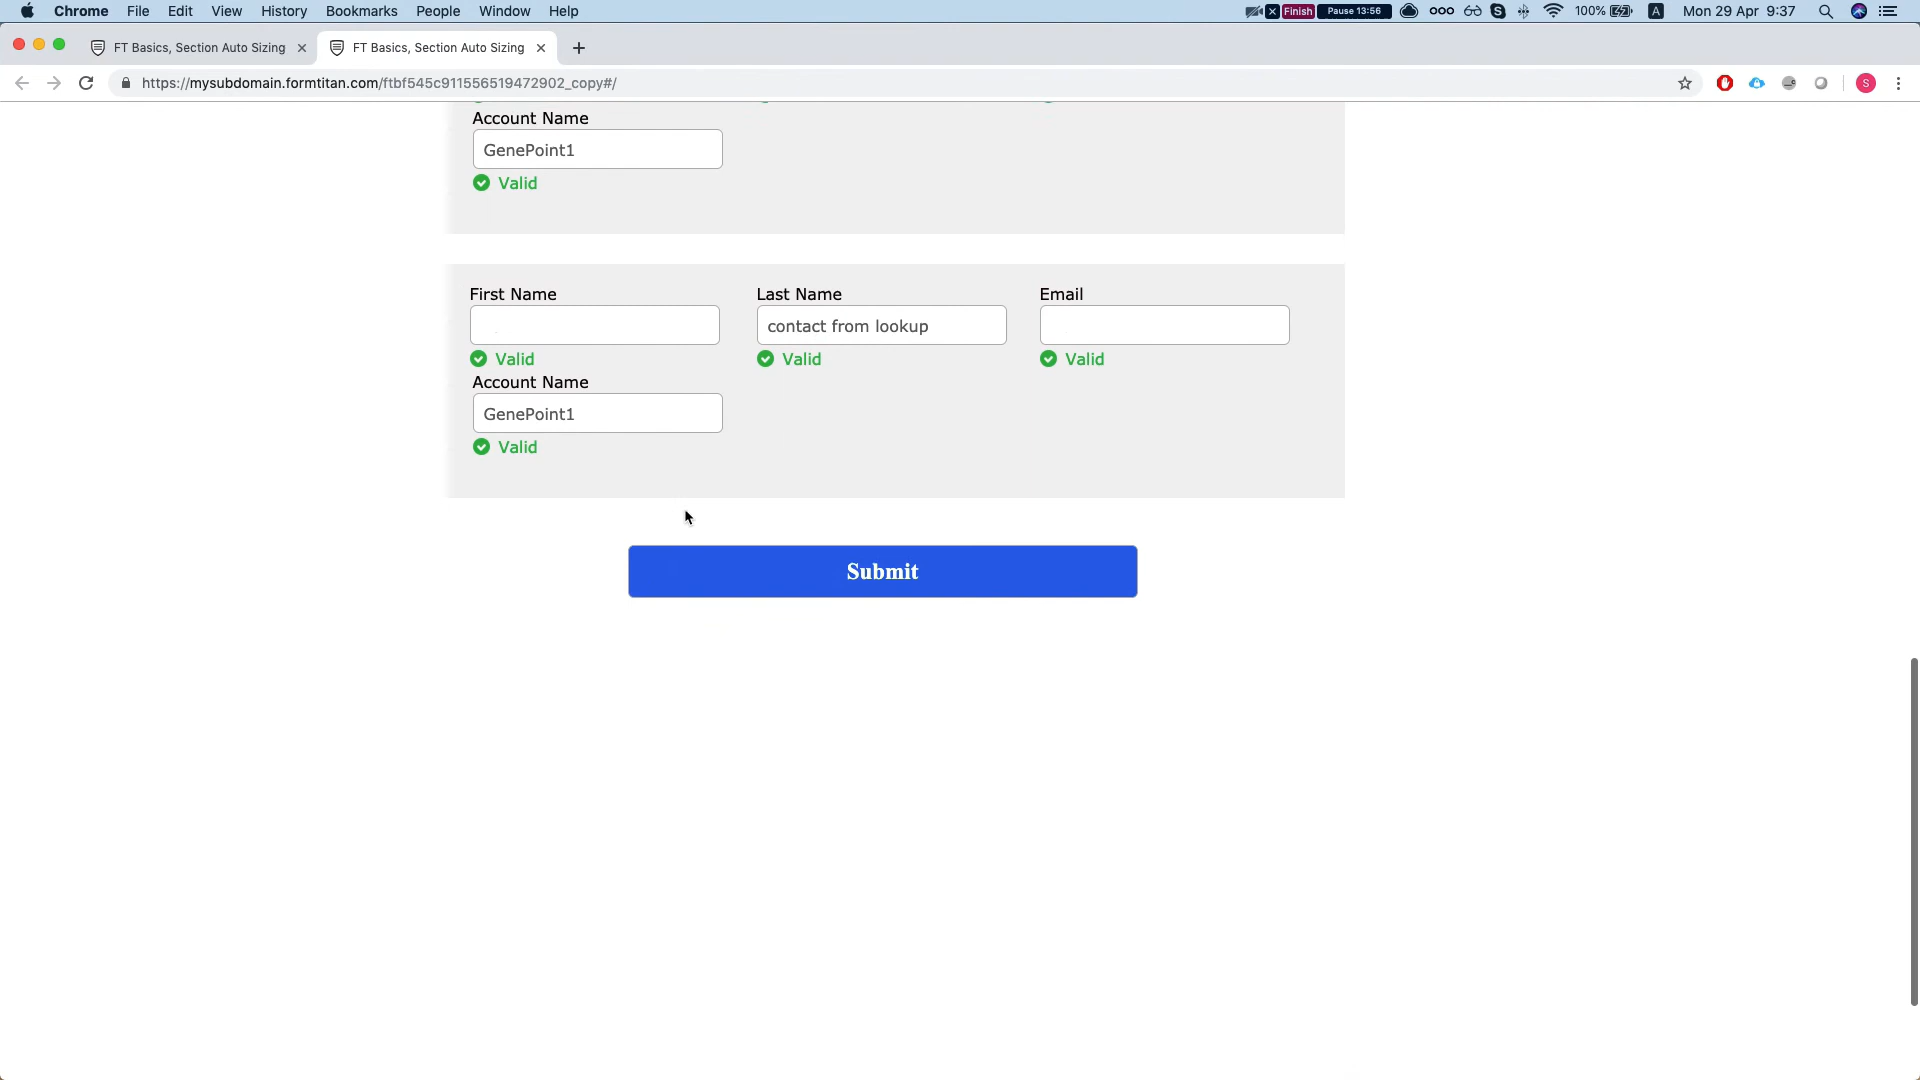 Chrome File Edit View History Bookmarks People Window Help Finish Pause 13:56 100% A Mon 29 Apr 9:37
FT Basics, Section Auto Sizing FT Basics, Section Auto Sizing
https://mysubdomain.formtitan.com/ftbf545c911556519472902_copy#/ S
Account Name
GenePoint1
Valid
First Name Last Name Email
contact from lookup
Valid Valid Valid
Account Name
GenePoint1
Valid
Submit